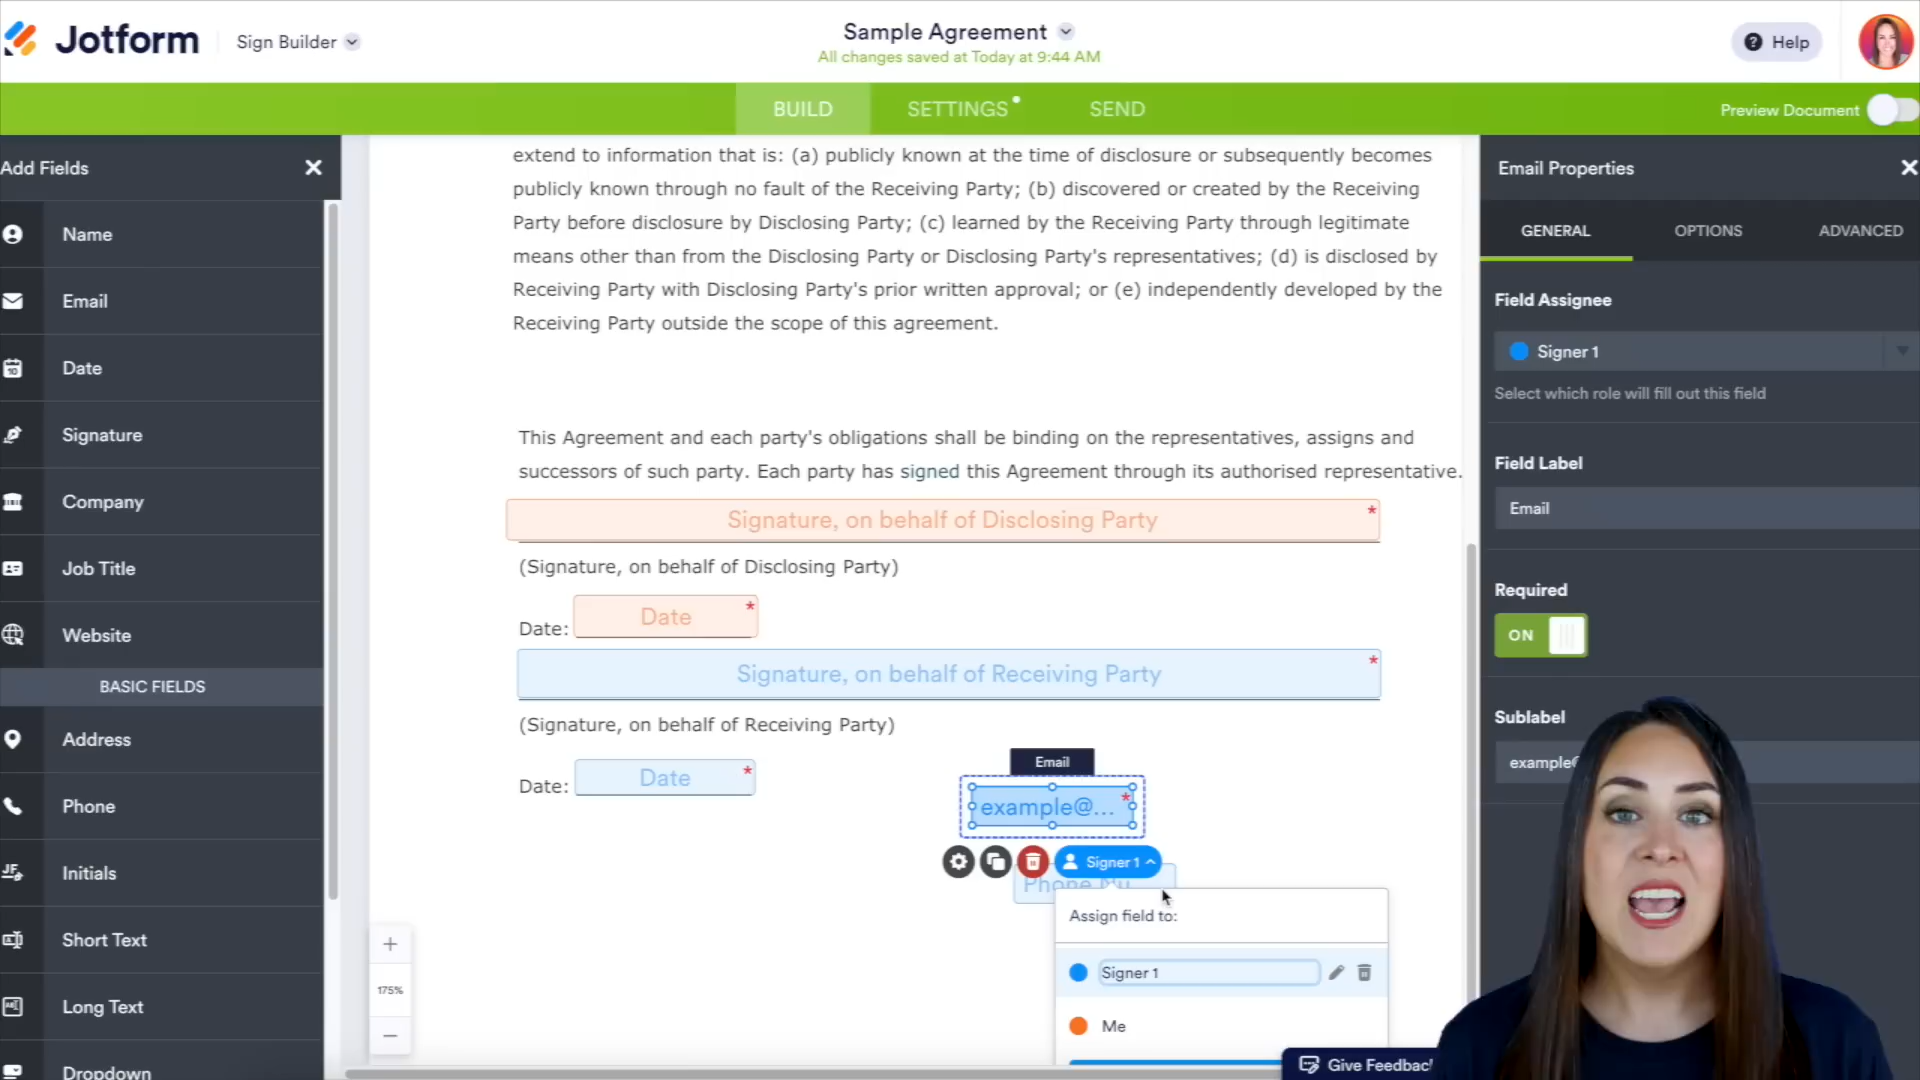 Jotform
Sign Builder
Sample Agreement
All changes saved at Today at 9:44 AM
Help
BUILD
SETTINGS
SEND
Preview Document
Add Fields
Name
Email
Date
Signature
Company
Job Title
Website
BASIC FIELDS
Address
Phone
Initials
Short Text
Long Text
Dropdown
extend to information that is: (a) publicly known at the time of disclosure or subsequently becomes
publicly known through no fault of the Receiving Party; (b) discovered or created by the Receiving
Party before disclosure by Disclosing Party; (c) learned by the Receiving Party through legitimate
means other than from the Disclosing Party or Disclosing Party's representatives; (d) is disclosed by
Receiving Party with Disclosing Party's prior written approval; or (e) independently developed by the
Receiving Party outside the scope of this agreement.
This Agreement and each party's obligations shall be binding on the representatives, assigns and
successors of such party. Each party has signed this Agreement through its authorised representative.
Signature, on behalf of Disclosing Party *
(Signature, on behalf of Disclosing Party)
Date: Date *
Signature, on behalf of Receiving Party *
(Signature, on behalf of Receiving Party)
Date: Date *
Email
example@... *
Signer 1
Phone
Assign field to:
Signer 1
Me
+
175%
−
Give Feedback
Email Properties
GENERAL
OPTIONS
ADVANCED
Field Assignee
Signer 1
Select which role will fill out this field
Field Label
Email
Required
ON
Sublabel
example@